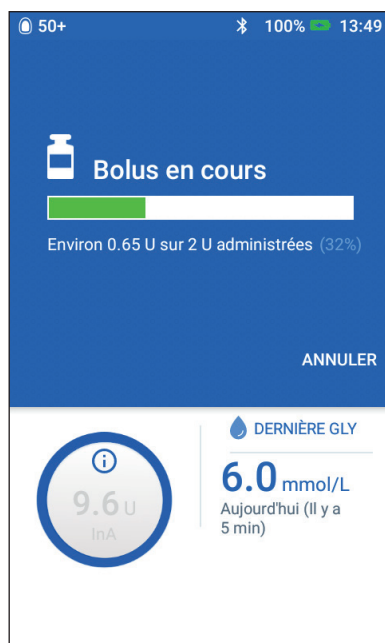 50+ 100% 13:49
Bolus en cours
Environ 0.65 U sur 2 U administrées (32%)
ANNULER
DERNIÈRE GLY
9.6 U
InA
6.0 mmol/L
Aujourd'hui (Il y a
5 min)